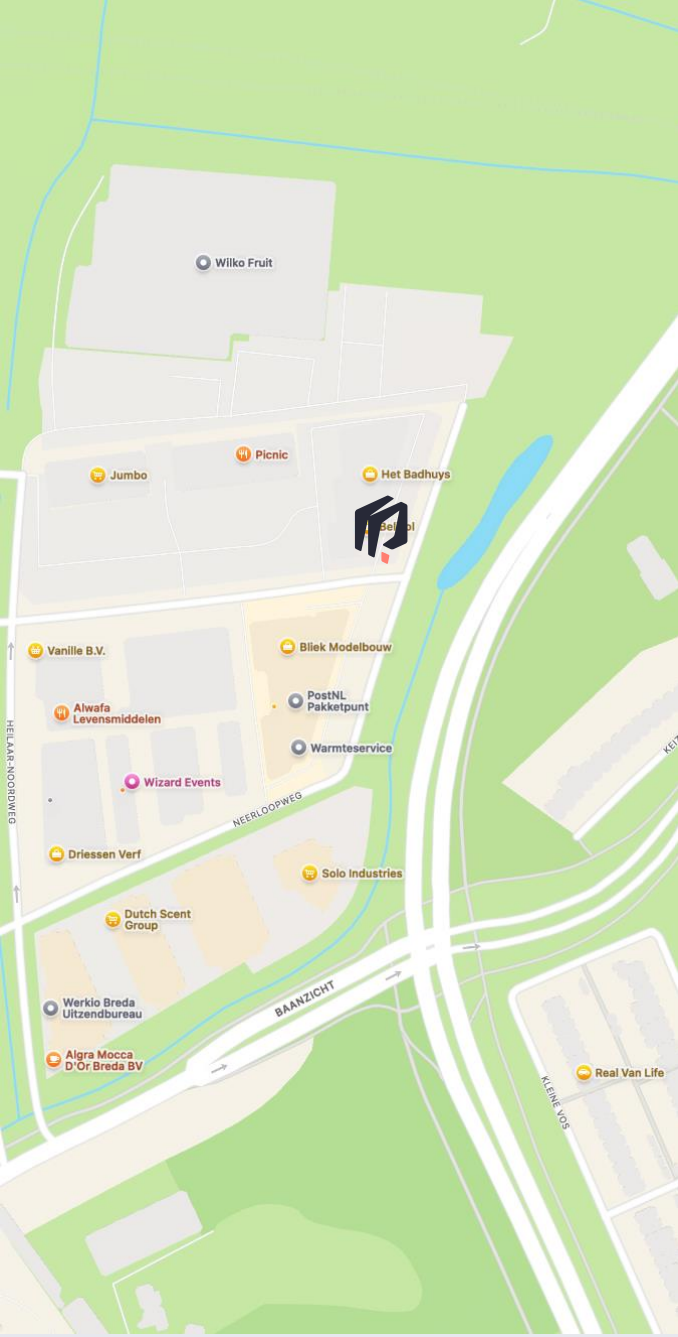 Wilko Fruit
Picnic
Jumbo
Het Badhuys
Vanille B.V.
Bliek Modelbouw
PostNL
Pakketpunt
Alwafa
Levensmiddelen
Warmteservice
HEILAAR-NOORDWEG
Wizard Events
NEERLOOPWEG
Driessen Verf
Solo Industries
Dutch Scent
Group
BAANZICHT
Werkio Breda
Uitzendbureau
Algra Mocca
D'Or Breda BV
Real Van Life
KLEINE VOS